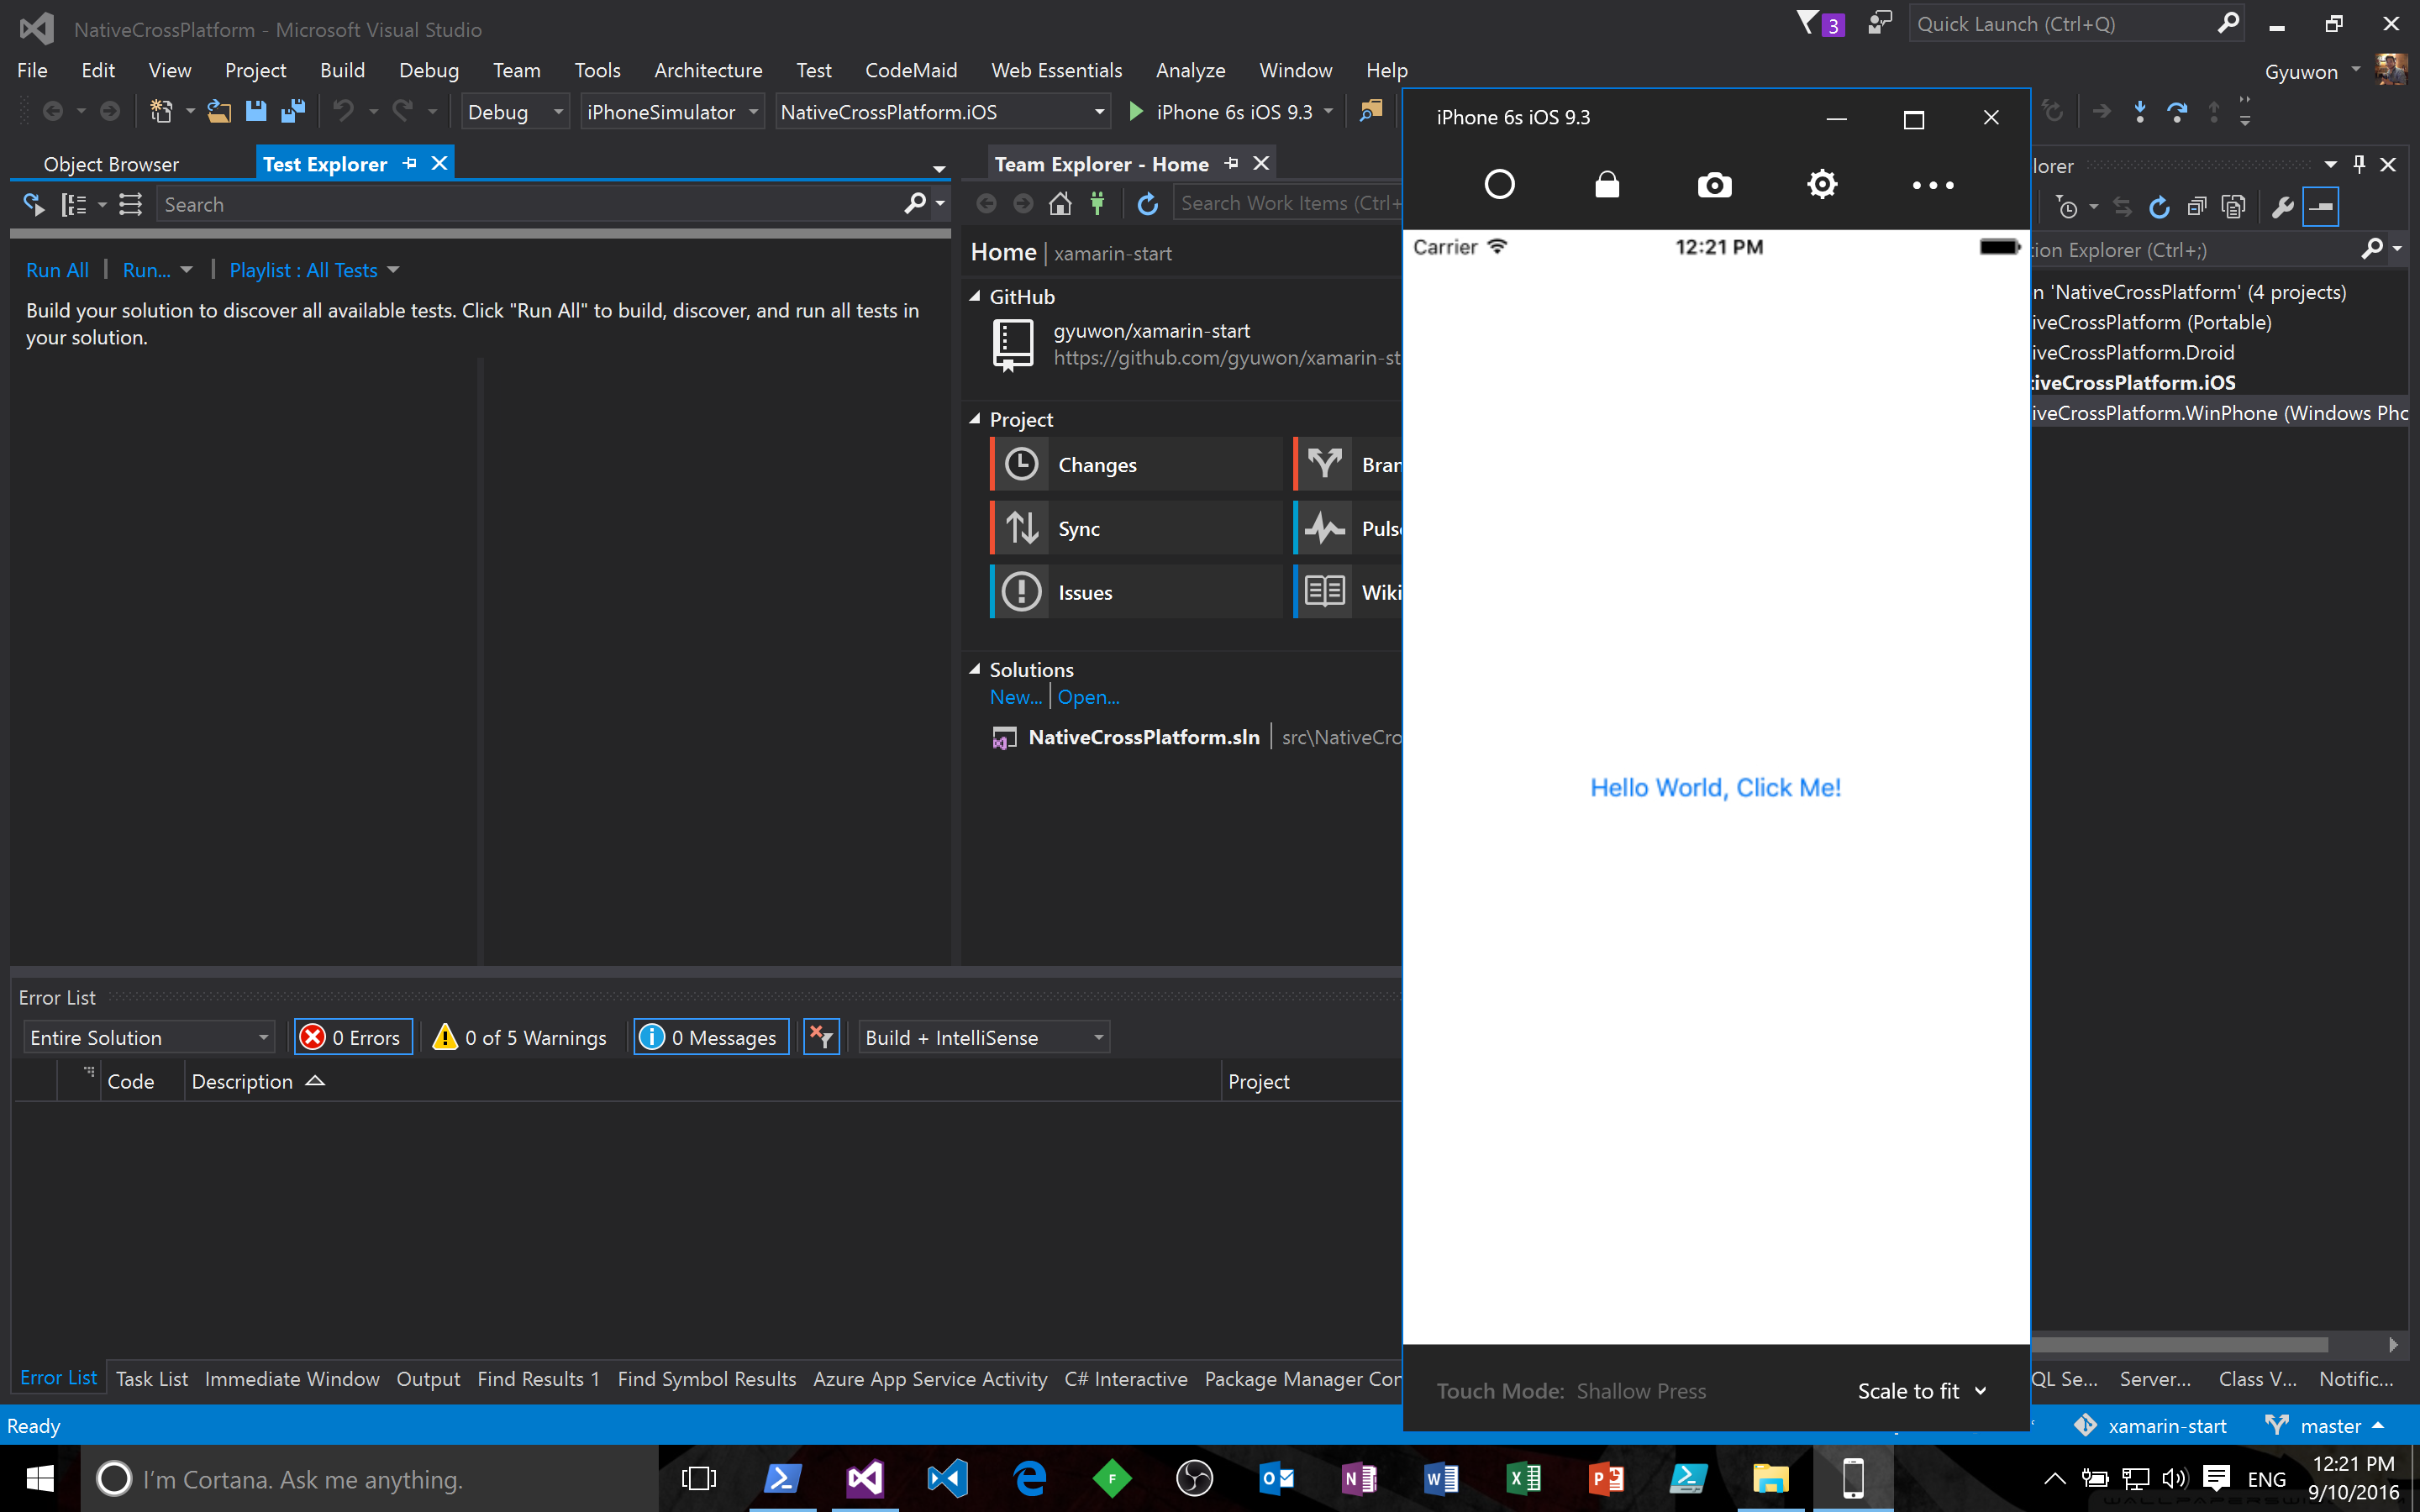 NativeCrossPlatform - Microsoft Visual Studio
3
Quick Launch (Ctrl+Q)
File Edit View Project Build Debug Team Tools Architecture Test CodeMaid Web Essentials Analyze Window Help
Gyuwon
Debug iPhoneSimulator NativeCrossPlatform.iOS iPhone 6s iOS 9.3
Object Browser Test Explorer
Search
Run All Run... Playlist : All Tests
Build your solution to discover all available tests. Click "Run All" to build, discover, and run all tests in
your solution.
Team Explorer - Home
Search Work Items (Ctrl+
Home xamarin-start
GitHub
gyuwon/xamarin-start
https://github.com/gyuwon/xamarin-st
Project
Changes Bran
Sync Puls
Issues Wiki
Solutions
New... Open...
NativeCrossPlatform.sln src\NativeCro
iPhone 6s iOS 9.3
Carrier 12:21 PM
Hello World, Click Me!
Touch Mode: Shallow Press Scale to fit
lorer
ion Explorer (Ctrl+;)
n 'NativeCrossPlatform' (4 projects)
iveCrossPlatform (Portable)
iveCrossPlatform.Droid
iveCrossPlatform.iOS
iveCrossPlatform.WinPhone (Windows Pho
Error List
Entire Solution 0 Errors 0 of 5 Warnings 0 Messages Build + IntelliSense
Code Description Project
Error List Task List Immediate Window Output Find Results 1 Find Symbol Results Azure App Service Activity C# Interactive Package Manager Con
QL Se... Server... Class V... Notific...
Ready
xamarin-start master
I'm Cortana. Ask me anything.
ENG
12:21 PM
9/10/2016